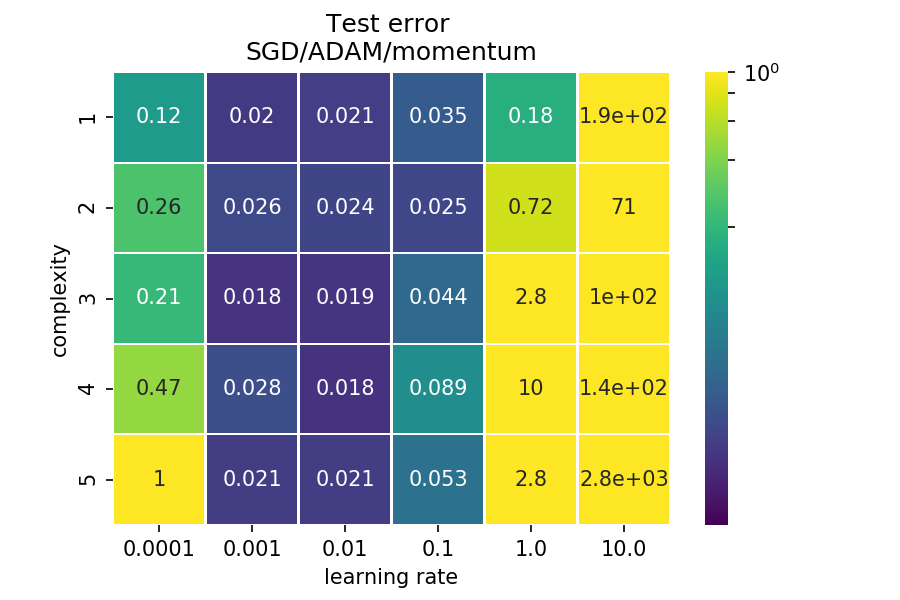 Test error
SGD/ADAM/momentum
complexity
1 0.12 0.02 0.021 0.035 0.18 1.9e+02
2 0.26 0.026 0.024 0.025 0.72 71
3 0.21 0.018 0.019 0.044 2.8 1e+02
4 0.47 0.028 0.018 0.089 10 1.4e+02
5 1 0.021 0.021 0.053 2.8 2.8e+03
0.0001 0.001 0.01 0.1 1.0 10.0
learning rate
10⁰